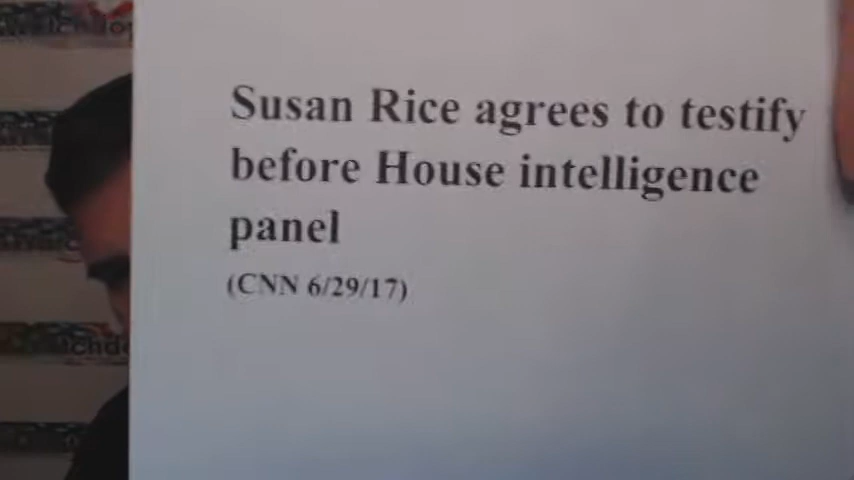 Susan Rice agrees to testify
before House intelligence
panel
(CNN 6/29/17)